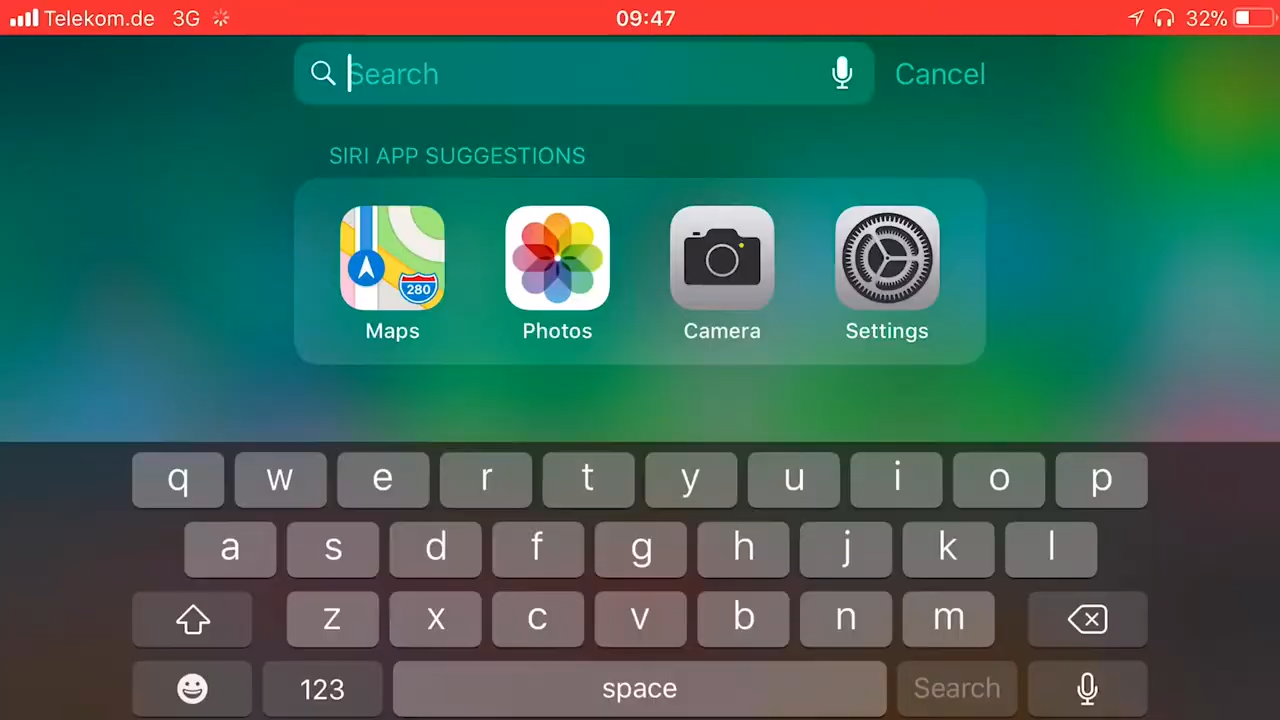 Telekom.de 3G 09:47 32%
Search Cancel
SIRI APP SUGGESTIONS
280
Maps Photos Camera Settings
q w e r t y u i o p
a s d f g h j k l
z x c v b n m
123 space Search